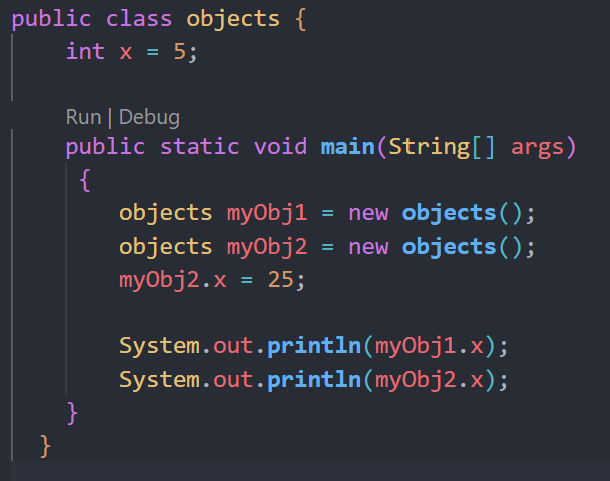 public class objects {
int x = 5;
Run | Debug
public static void main(String[] args)
{
objects myObj1 = new objects();
objects myObj2 = new objects();
myObj2.x = 25;
System.out.println(myObj1.x);
System.out.println(myObj2.x);
}
}